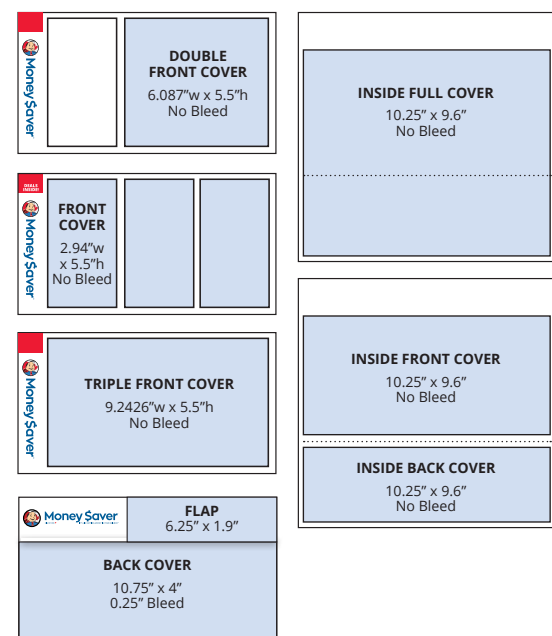 Money Saver
DOUBLE
FRONT COVER
6.087”w x 5.5”h
No Bleed
DEALS
INSIDE!
Money Saver
FRONT
COVER
2.94”w
x 5.5”h
No Bleed
Money Saver
TRIPLE FRONT COVER
9.2426”w x 5.5”h
No Bleed
Money Saver
FLAP
6.25” x 1.9”
BACK COVER
10.75” x 4”
0.25” Bleed
INSIDE FULL COVER
10.25” x 9.6”
No Bleed
INSIDE FRONT COVER
10.25” x 9.6”
No Bleed
INSIDE BACK COVER
10.25” x 9.6”
No Bleed